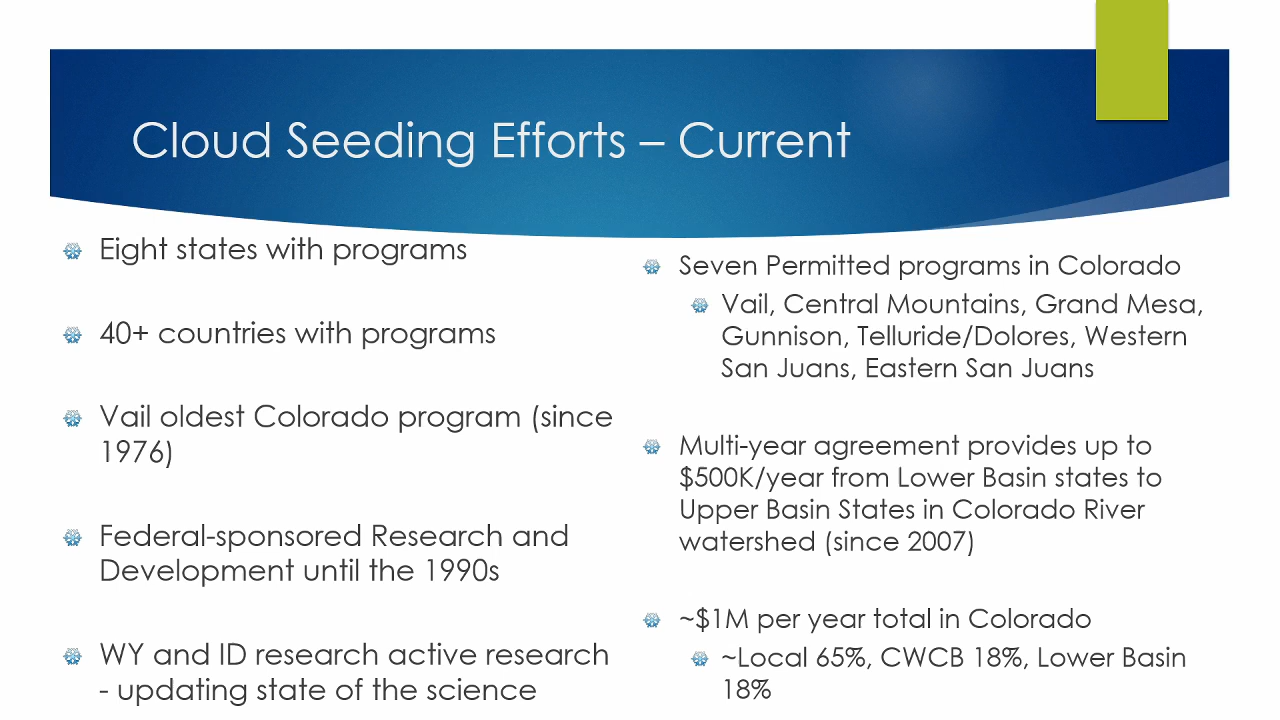 Cloud Seeding Efforts – Current
Eight states with programs
40+ countries with programs
Vail oldest Colorado program (since
1976)
Federal-sponsored Research and
Development until the 1990s
WY and ID research active research
- updating state of the science
Seven Permitted programs in Colorado
Vail, Central Mountains, Grand Mesa,
Gunnison, Telluride/Dolores, Western
San Juans, Eastern San Juans
Multi-year agreement provides up to
$500K/year from Lower Basin states to
Upper Basin States in Colorado River
watershed (since 2007)
~$1M per year total in Colorado
~Local 65%, CWCB 18%, Lower Basin
18%